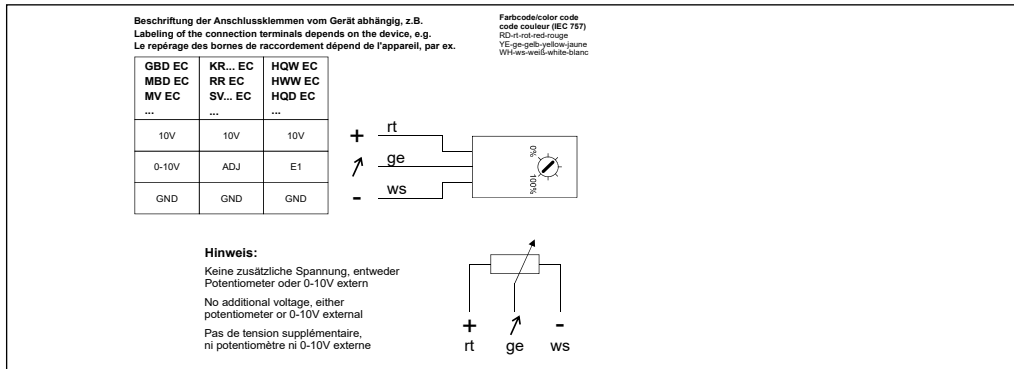 Beschriftung der Anschlussklemmen vom Gerät abhängig, z.B.
Labeling of the connection terminals depends on the device, e.g.
Le repérage des bornes de raccordement dépend de l'appareil, par ex.
Farbcode/color code
code couleur (IEC 757)
RD-rt-rot-red-rouge
YE-ge-gelb-yellow-jaune
WH-ws-weiß-white-blanc
GBD EC KR... EC HQW EC
MBD EC RR EC HWW EC
MV EC SV... EC HQD EC
... ... ...
10V 10V 10V
0-10V ADJ E1
GND GND GND
+ rt
ge
- ws
0%
100%
Hinweis:
Keine zusätzliche Spannung, entweder
Potentiometer oder 0-10V extern
No additional voltage, either
potentiometer or 0-10V external
Pas de tension supplémentaire,
ni potentiomètre ni 0-10V externe
+ -
rt ge ws